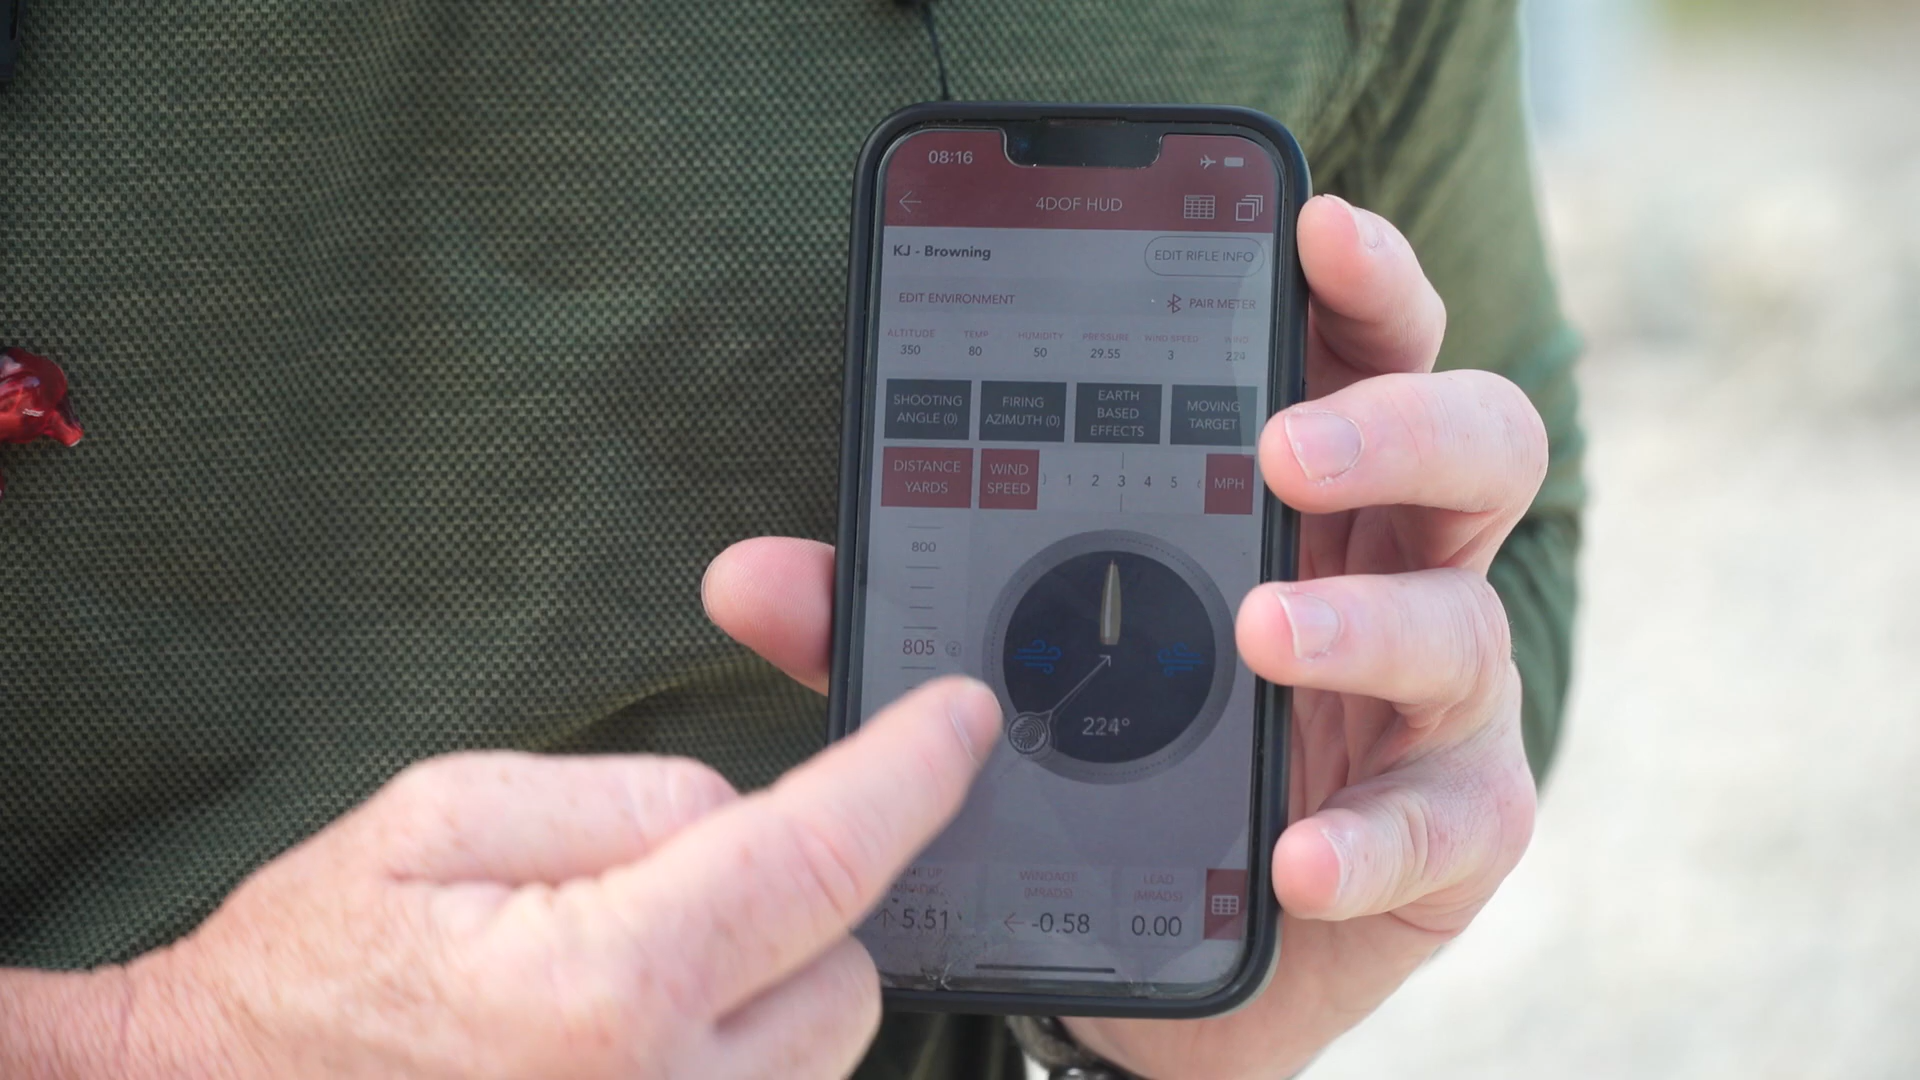 08:16
4DOF HUD
KJ - Browning
EDIT RIFLE INFO
EDIT ENVIRONMENT
PAIR METER
ALTITUDE TEMP HUMIDITY PRESSURE WIND SPEED WIND
350 80 50 29.55 3 224
SHOOTING
ANGLE (0)
FIRING
AZIMUTH (0)
EARTH
BASED
EFFECTS
MOVING
TARGET
DISTANCE
YARDS
WIND
SPEED
1 2 3 4 5
MPH
800
805
224°
UP
WINDAGE
(MRADS)
LEAD
(MRADS)
↑ 5.51
← -0.58
0.00